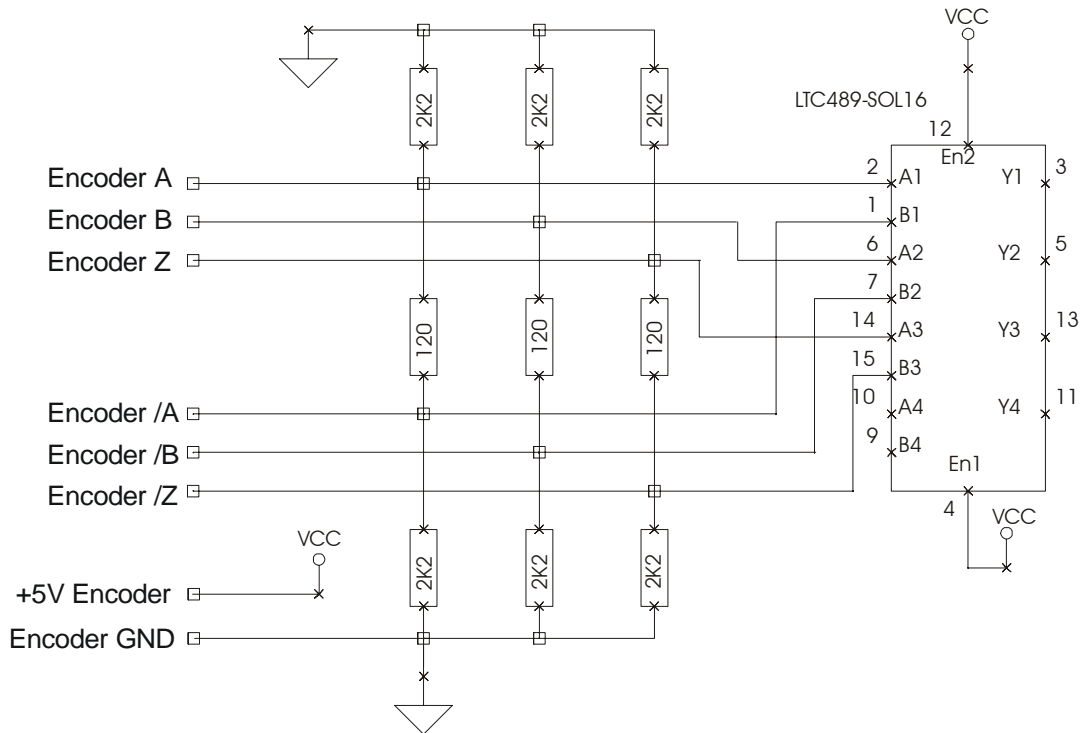 VCC
LTC489-SOL16
2K2 2K2 2K2
12
En2
Encoder A
2 A1 Y1 3
Encoder B
1 B1
Encoder Z
6 A2 Y2 5
7 B2
120 120 120
14 A3 Y3 13
15 B3
Encoder /A
10 A4 Y4 11
Encoder /B
9 B4
En1
Encoder /Z
4
VCC
VCC
2K2 2K2 2K2
+5V Encoder
Encoder GND